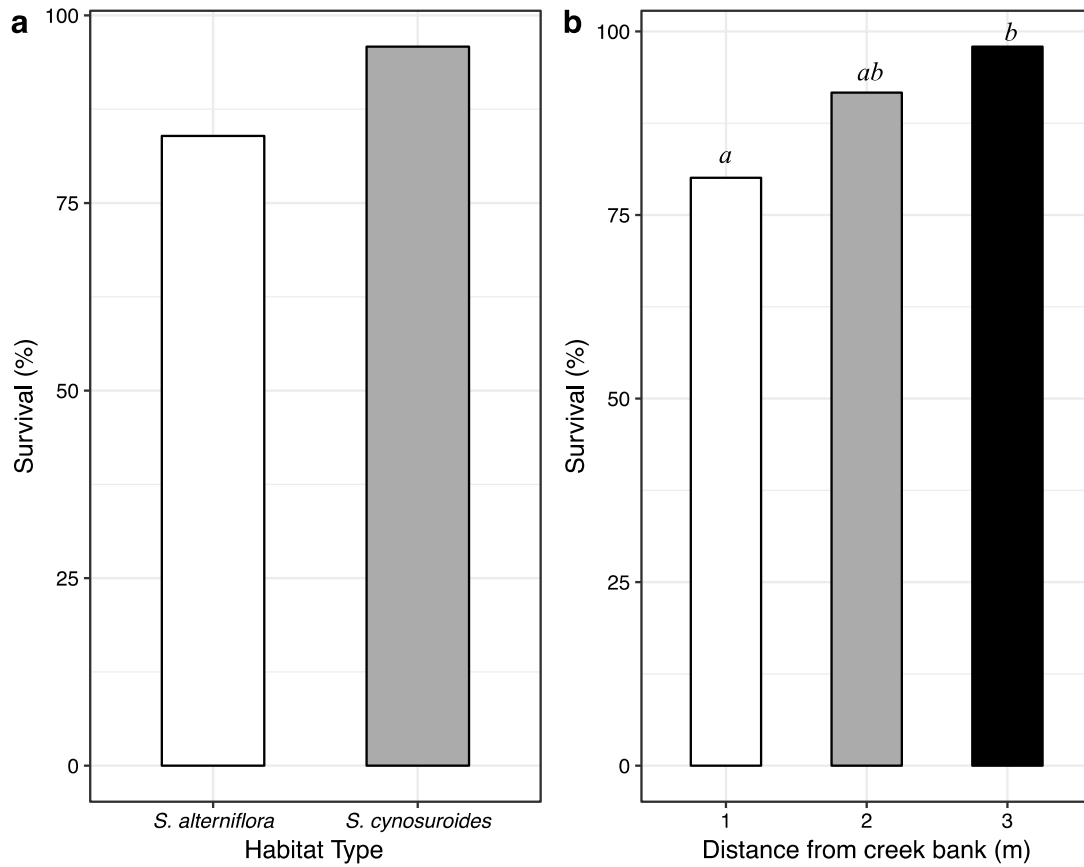 a
100
75
50
25
0
Survival (%)
S. alterniflora
S. cynosuroides
Habitat Type
b
100
75
50
25
0
Survival (%)
a
ab
b
1
2
3
Distance from creek bank (m)